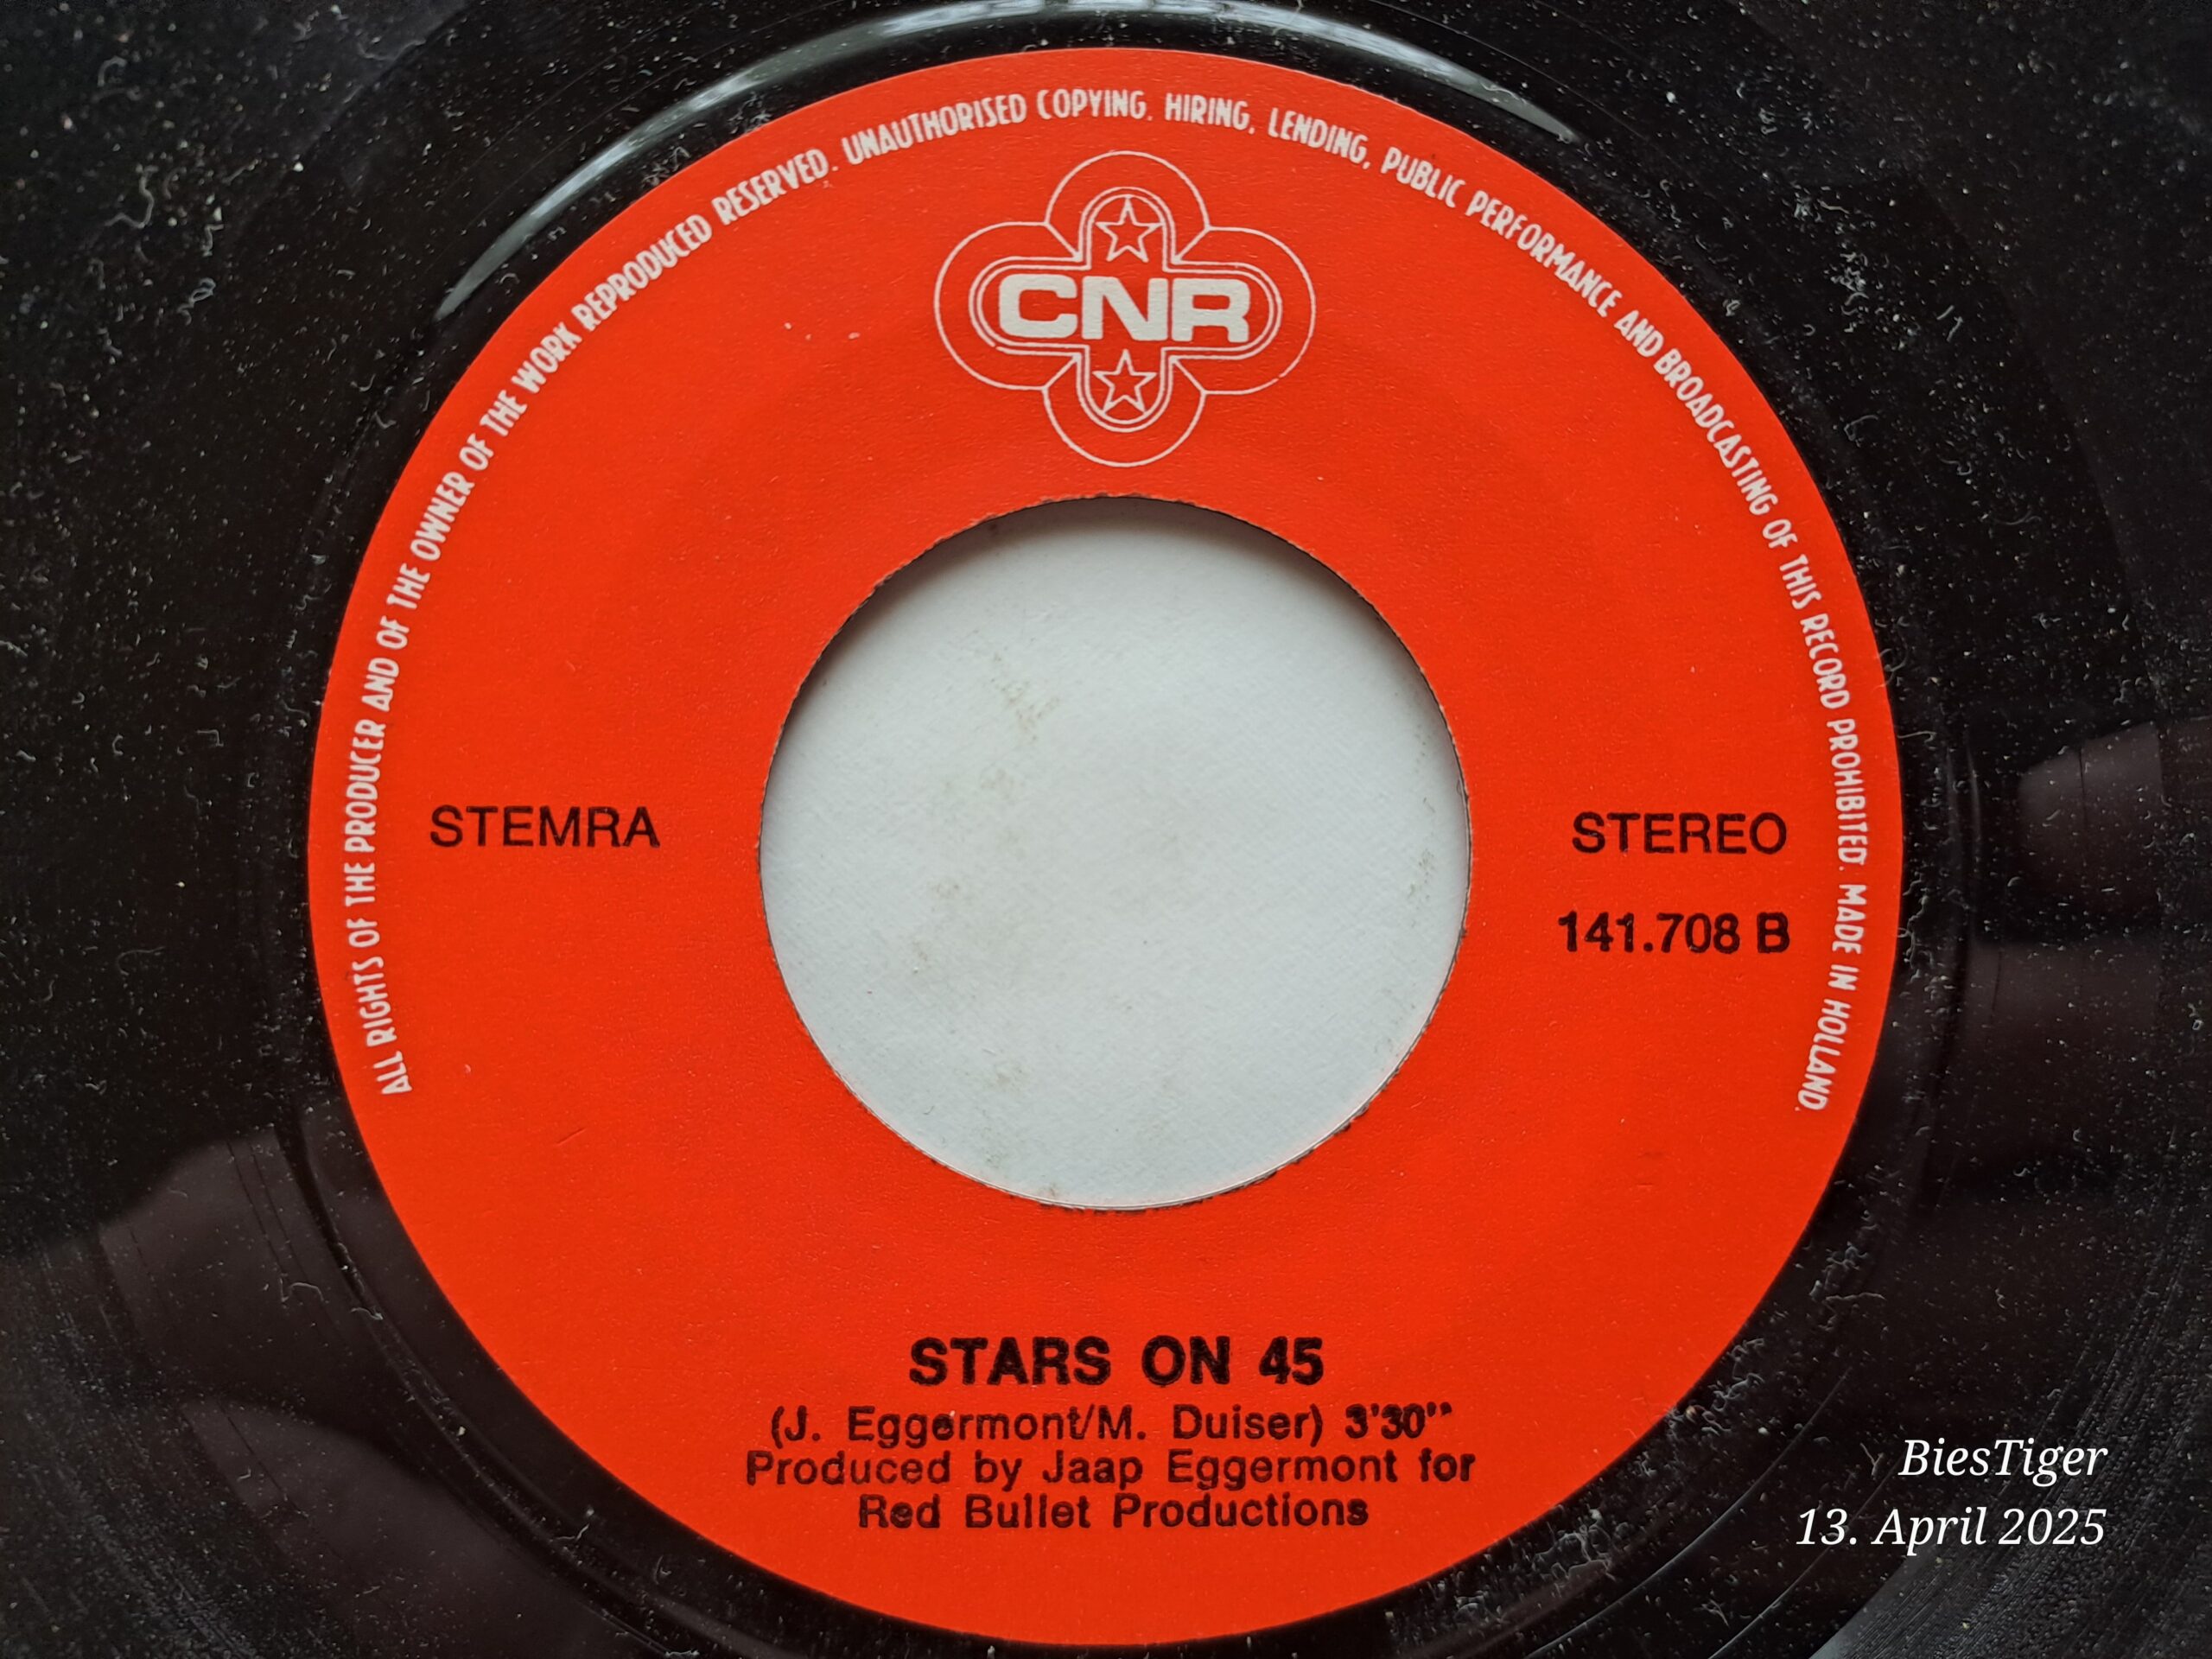 ALL RIGHTS OF THE PRODUCER AND OF THE OWNER OF THE WORK REPRODUCED RESERVED. UNAUTHORISED COPYING, HIRING, LENDING, PUBLIC PERFORMANCE AND BROADCASTING OF THIS RECORD PROHIBITED. MADE IN HOLLAND.
CNR
STEMRA
STEREO
141.708 B
STARS ON 45
(J. Eggermont/M. Duiser) 3'30''
Produced by Jaap Eggermont for
Red Bullet Productions
BiesTiger
13. April 2025